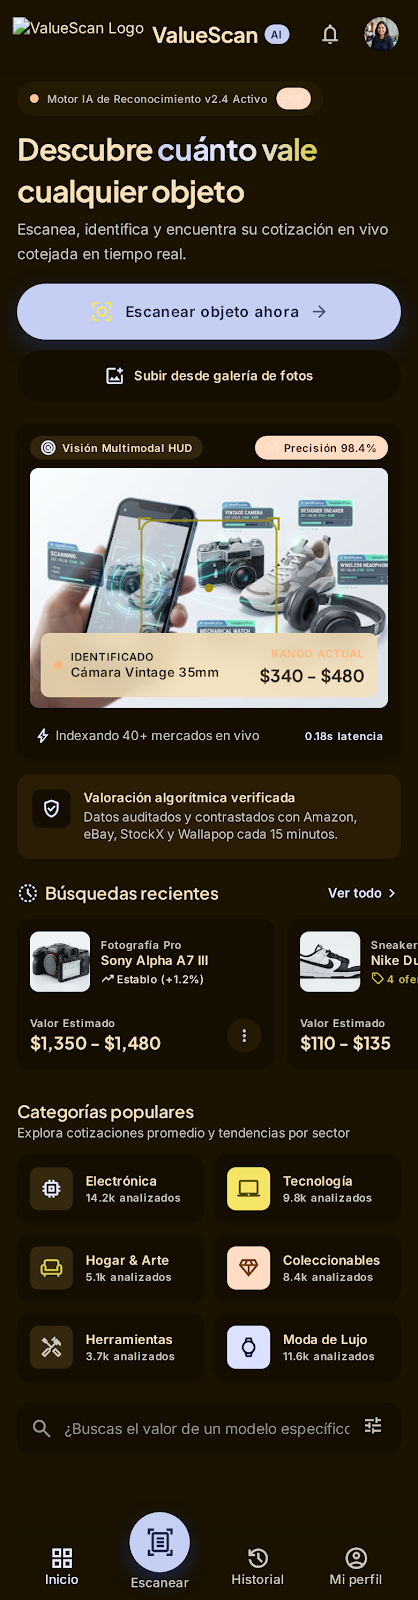 ValueScan Logo
ValueScan AI
Motor IA de Reconocimiento v2.4 Activo
Descubre cuánto vale
cualquier objeto
Escanea, identifica y encuentra su cotización en vivo
cotejada en tiempo real.
Escanear objeto ahora
Subir desde galería de fotos
Visión Multimodal HUD
Precisión 98.4%
VINTAGE CAMERA
DESIGNER SNEAKER
SCANNING
WIRELESS HEADPHON
MECHANICAL WATCH
IDENTIFICADO
Cámara Vintage 35mm
RANGO ACTUAL
$340 – $480
Indexando 40+ mercados en vivo
0.18s latencia
Valoración algorítmica verificada
Datos auditados y contrastados con Amazon,
eBay, StockX y Wallapop cada 15 minutos.
Búsquedas recientes
Ver todo
Fotografía Pro
Sony Alpha A7 III
Establo (+1.2%)
Valor Estimado
$1,350 – $1,480
Sneaker
Nike Du
4 ofer
Valor Estimado
$110 – $135
Categorías populares
Explora cotizaciones promedio y tendencias por sector
Electrónica
14.2k analizados
Tecnología
9.8k analizados
Hogar & Arte
5.1k analizados
Coleccionables
8.4k analizados
Herramientas
3.7k analizados
Moda de Lujo
11.6k analizados
¿Buscas el valor de un modelo específicc
Inicio
Escanear
Historial
Mi perfil